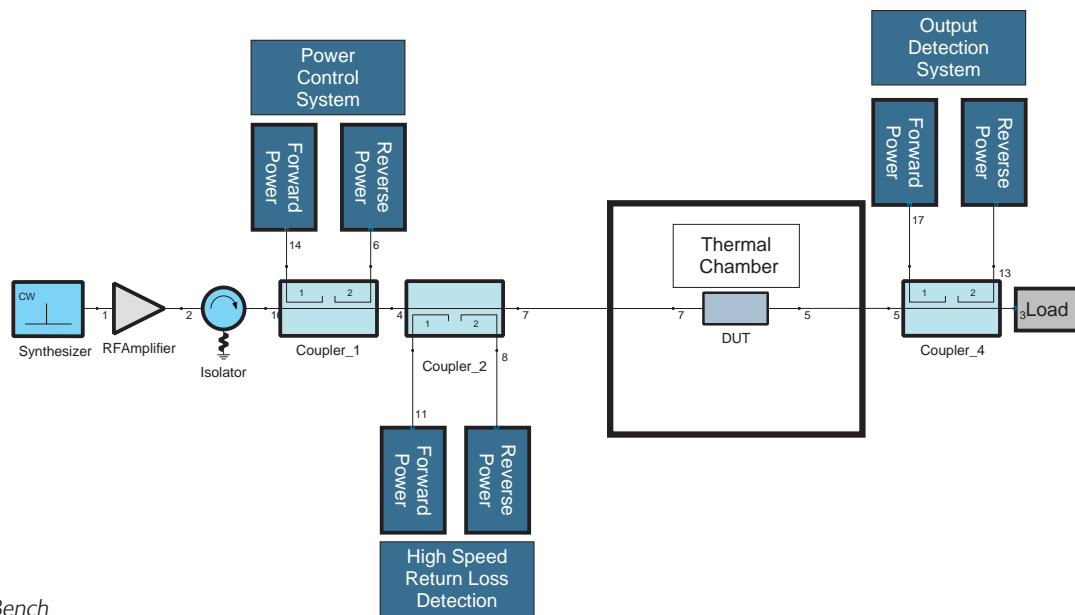 Power
Control
System
Output
Detection
System
Forward
Power
Reverse
Power
Forward
Power
Reverse
Power
14
6
17
13
Thermal
Chamber
CW
1
2
10
1
2
4
1
2
7
7
5
5
1
2
3
Load
Synthesizer
RFAmplifier
Isolator
Coupler_1
Coupler_2
8
DUT
Coupler_4
11
Forward
Power
Reverse
Power
High Speed
Return Loss
Detection
Bench